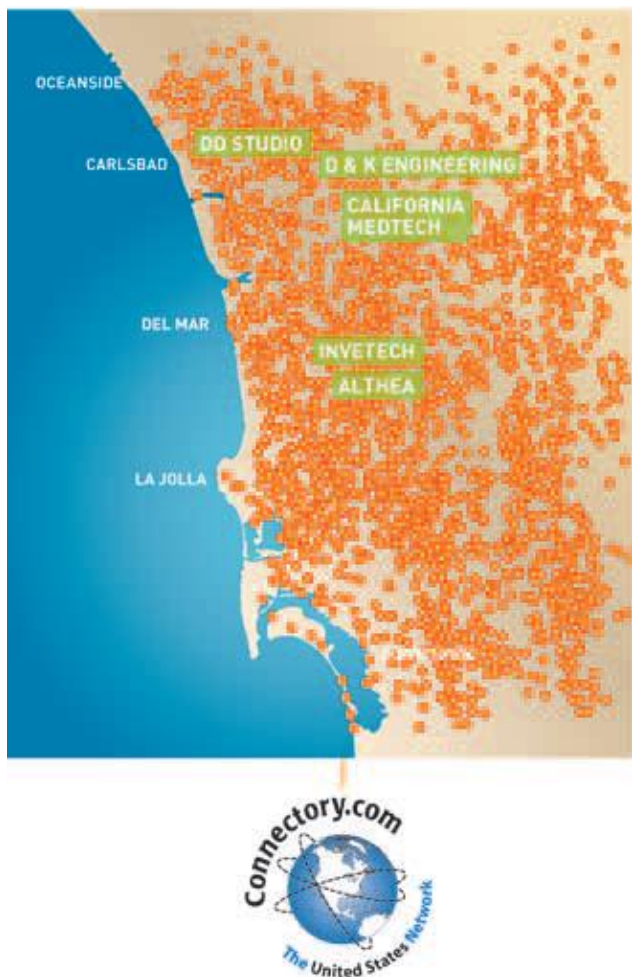 OCEANSIDE
DD STUDIO
CARLSBAD
D & K ENGINEERING
CALIFORNIA
MEDTECH
DEL MAR
INVETECH
ALTHEA
LA JOLLA
Connectory.com
The United States Network